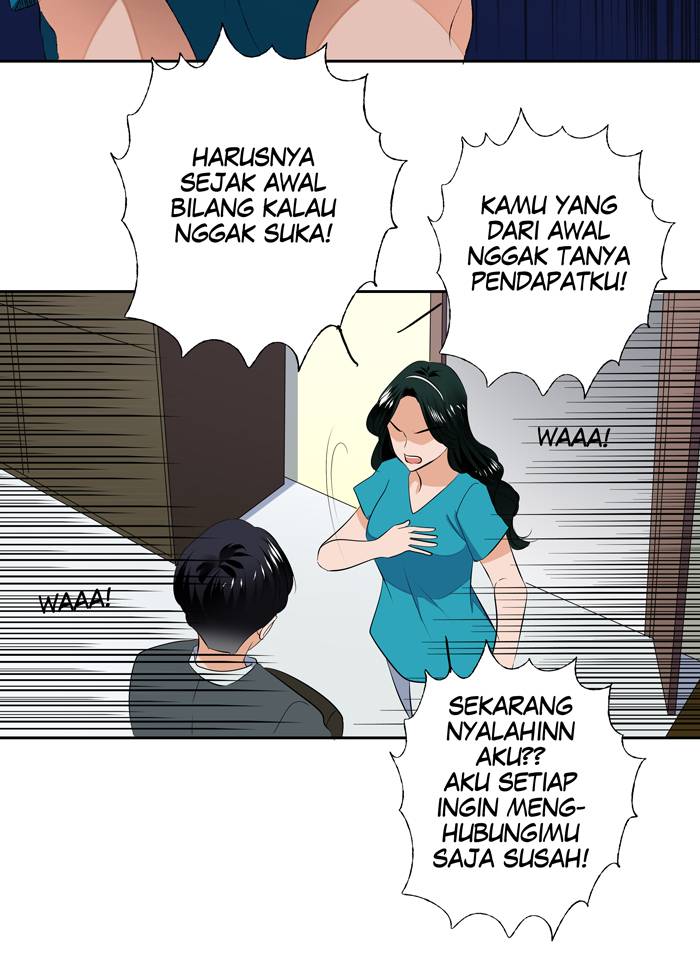 HARUSNYA
SEJAK AWAL
BILANG KALAU
NGGAK SUKA!
KAMU YANG
DARI AWAL
NGGAK TANYA
PENDAPATKU!
WAAA!
WAAA!
SEKARANG
NYALAHINN
AKU??
AKU SETIAP
INGIN MENG-
HUBUNGIMU
SAJA SUSAH!